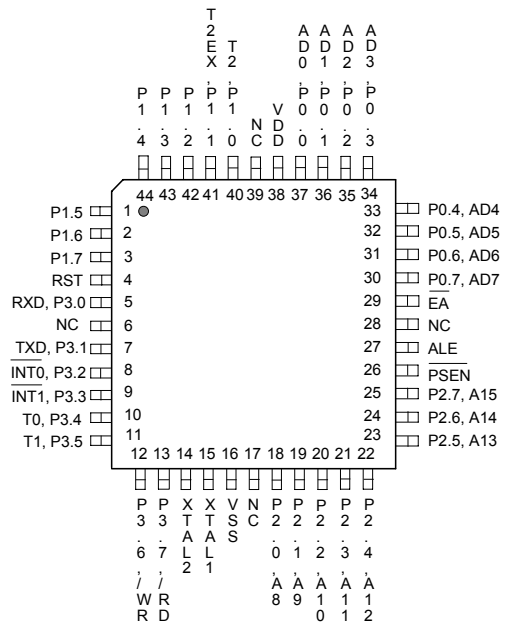 T2EX,P1.1
T2,P1.0
AD0,P0.0
AD1,P0.1
AD2,P0.2
AD3,P0.3
P1.4
P1.3
P1.2
NC
VDD
44 43 42 41 40 39 38 37 36 35 34
P1.5 1
P1.6 2
P1.7 3
RST 4
RXD, P3.0 5
NC 6
TXD, P3.1 7
INT0, P3.2 8
INT1, P3.3 9
T0, P3.4 10
T1, P3.5 11
33 P0.4, AD4
32 P0.5, AD5
31 P0.6, AD6
30 P0.7, AD7
29 EA
28 NC
27 ALE
26 PSEN
25 P2.7, A15
24 P2.6, A14
23 P2.5, A13
12 13 14 15 16 17 18 19 20 21 22
P3.6,/WR
P3.7,/RD
XTAL2
XTAL1
VSS
NC
P2.0,A8
P2.1,A9
P2.2,A10
P2.3,A11
P2.4,A12